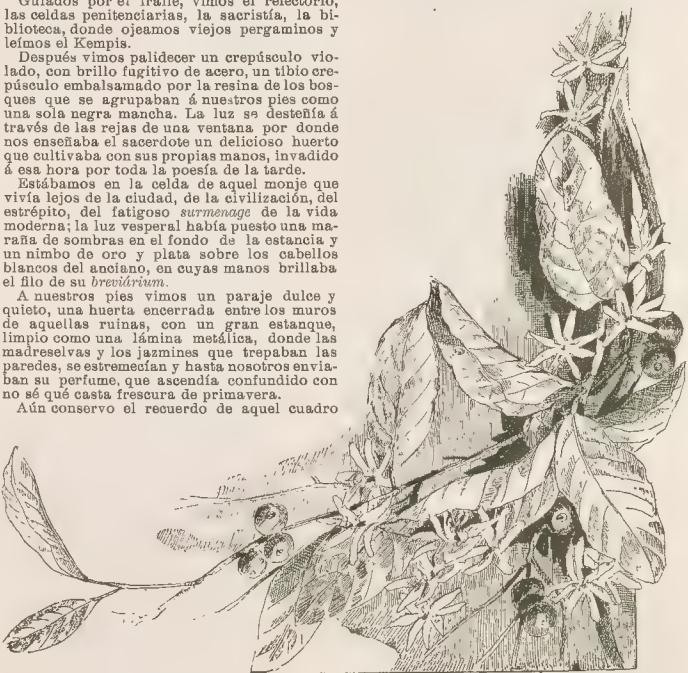 Guiados por el fraile, vimos el refectorio,
las celdas penitenciarias, la sacristía, la bi-
blioteca, donde ojeamos viejos pergaminos y
leímos el Kempis.
Después vimos palidecer un crepúsculo vio-
lado, con brillo fugitivo de acero, un tibio cre-
púsculo embalsamado por la resina de los bos-
ques que se agrupaban á nuestros pies como
una sola negra mancha. La luz se desteñía á
través de las rejas de una ventana por donde
nos enseñaba el sacerdote un delicioso huerto
que cultivaba con sus propias manos, invadido
á esa hora por toda la poesía de la tarde.
Estábamos en la celda de aquel monje que
vivía lejos de la ciudad, de la civilización, del
estrépito, del fatigoso surmenage de la vida
moderna; la luz vesperal había puesto una ma-
raña de sombras en el fondo de la estancia y
un nimbo de oro y plata sobre los cabellos
blancos del anciano, en cuyas manos brillaba
el filo de su breviárium.
A nuestros pies vimos un paraje dulce y
quieto, una huerta encerrada entre los muros
de aquellas ruinas, con un gran estanque,
limpio como una lámina metálica, donde las
madreselvas y los jazmines que trepaban las
paredes, se estremecían y hasta nosotros envia-
ban su perfume, que ascendía confundido con
no sé qué casta frescura de primavera.
Aún conservo el recuerdo de aquel cuadro